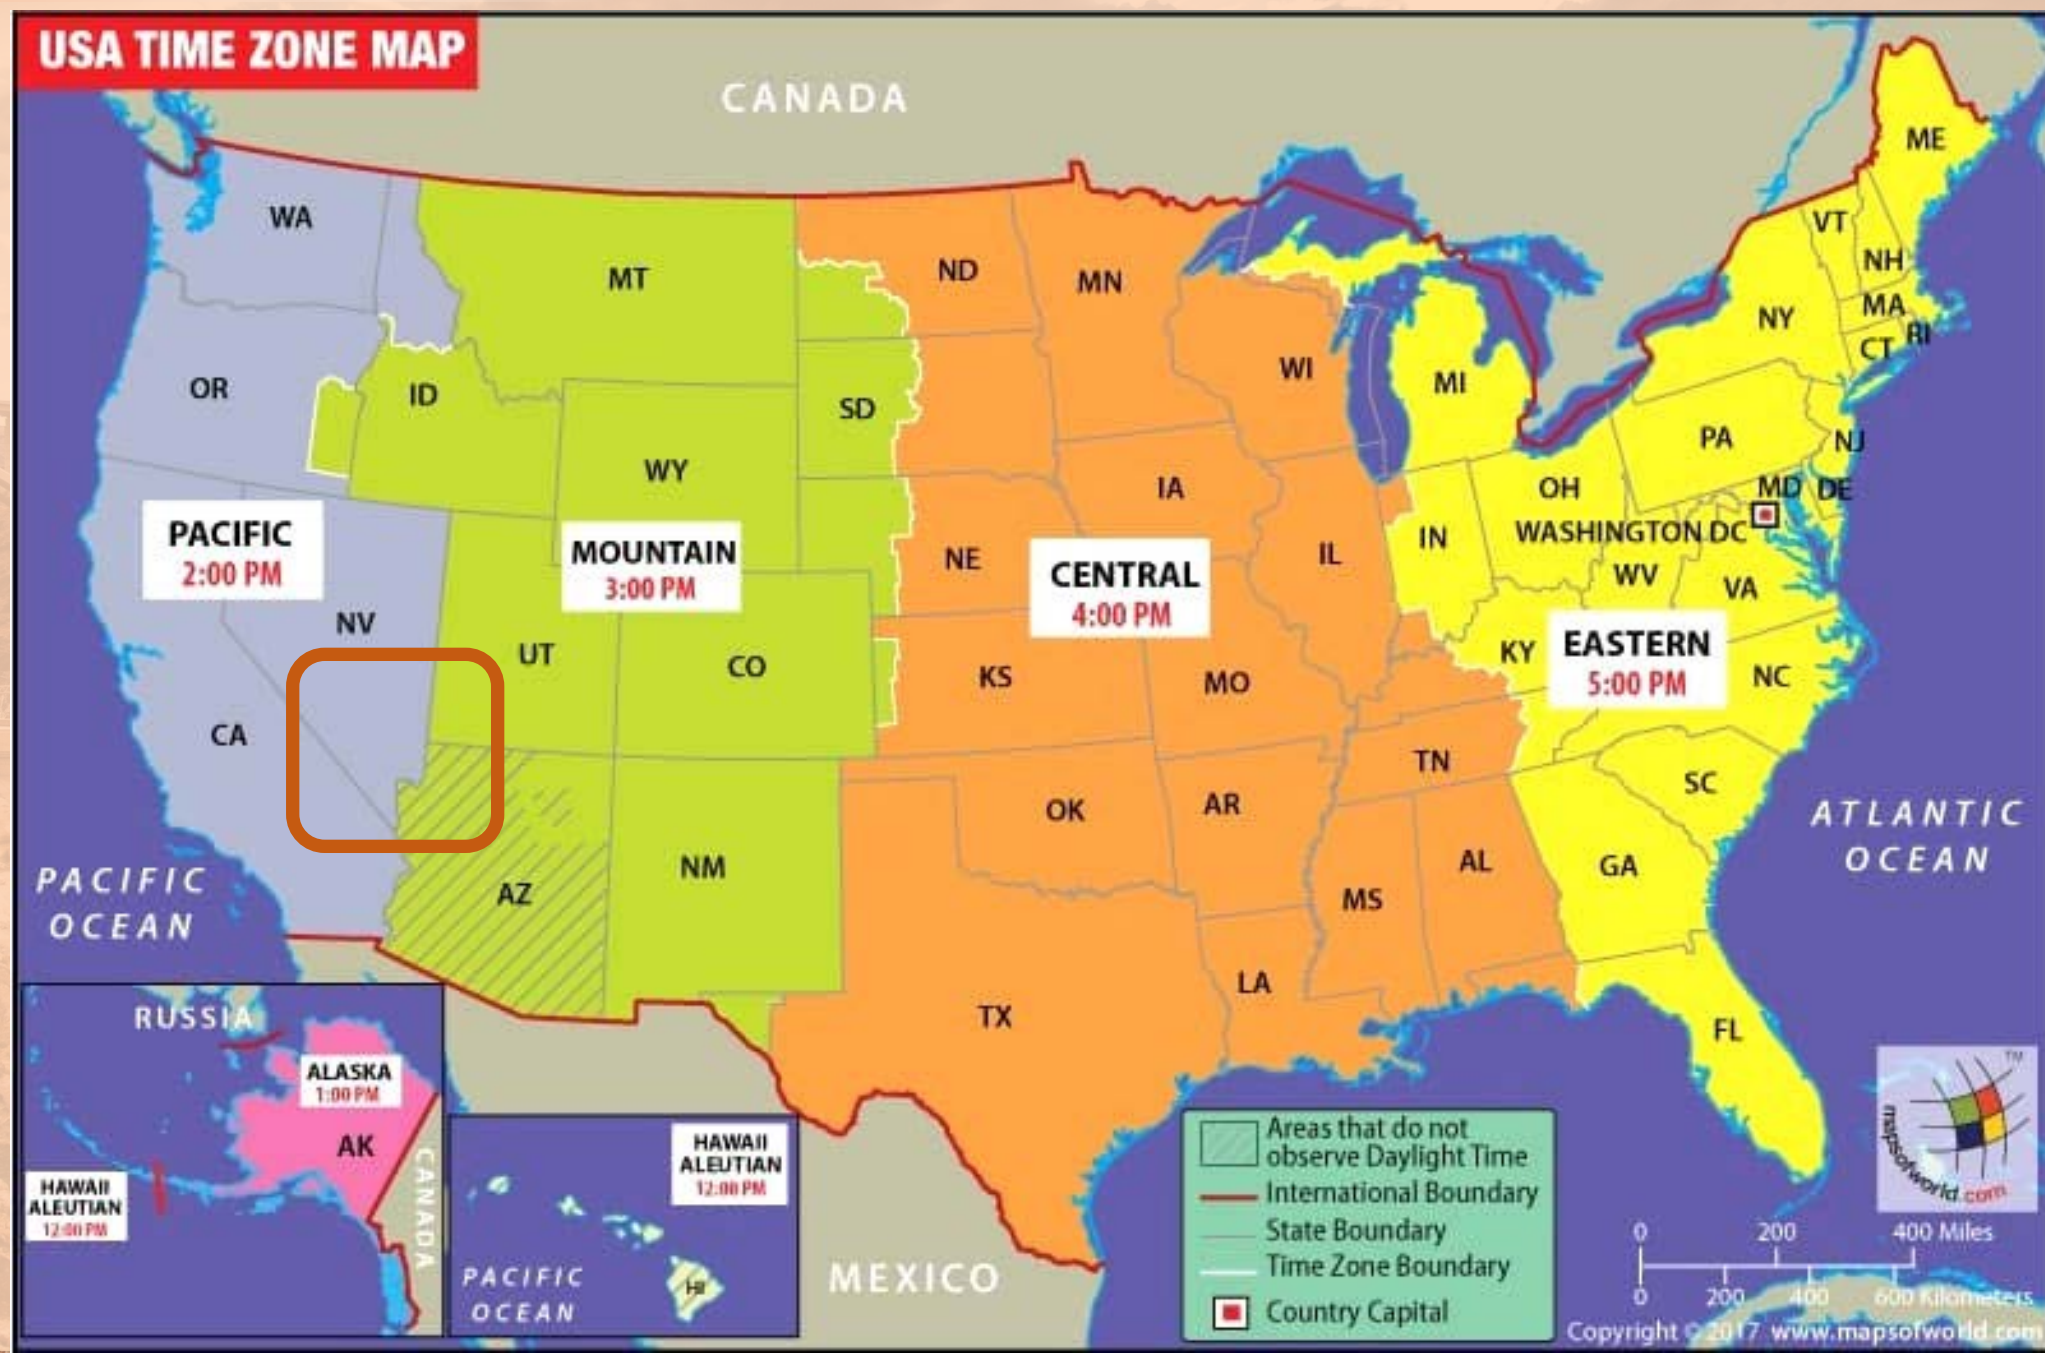 USA TIME ZONE MAP
CANADA
ME
WA
VT
MT
NH
ND
MN
MA
NY
RI
CT
WI
MI
OR
ID
SD
PA
NJ
WY
IA
OH
MD
DE
PACIFIC
2:00 PM
WASHINGTON DC
IN
MOUNTAIN
3:00 PM
NE
IL
CENTRAL
4:00 PM
WV
VA
NV
UT
CO
KY
EASTERN
5:00 PM
KS
MO
NC
CA
TN
SC
OK
AR
ATLANTIC
OCEAN
AL
GA
NM
PACIFIC
OCEAN
AZ
MS
LA
TX
FL
RUSSIA
ALASKA
1:00 PM
AK
CANADA
HAWAII
ALEUTIAN
12:00 PM
HAWAII
ALEUTIAN
12:00 PM
HI
PACIFIC
OCEAN
MEXICO
Areas that do not
observe Daylight Time
International Boundary
State Boundary
Time Zone Boundary
Country Capital
TM
mapsofworld.com
0 200 400 Miles
0 200 400 600 Kilometers
Copyright © 2017 www.mapsofworld.com